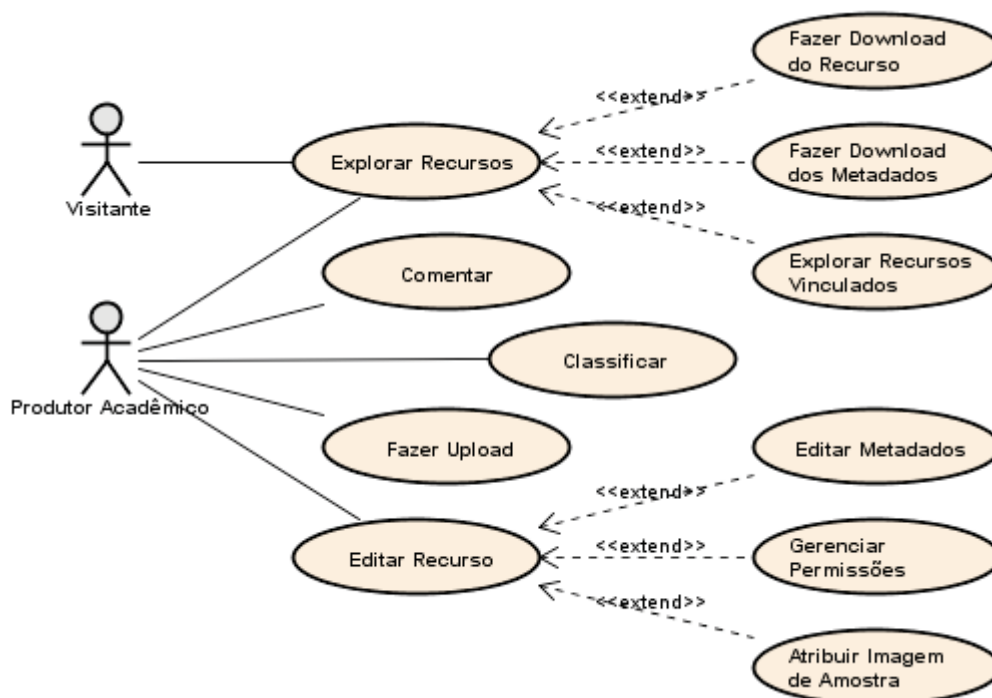 Fazer Download
do Recurso
<<extend>>
Visitante
Explorar Recursos
<<extend>>
Fazer Download
dos Metadados
<<extend>>
Explorar Recursos
Vinculados
Comentar
Produtor Acadêmico
Classificar
Fazer Upload
Editar Metadados
<<extend>>
Editar Recurso
<<extend>>
Gerenciar
Permissões
<<extend>>
Atribuir Imagem
de Amostra